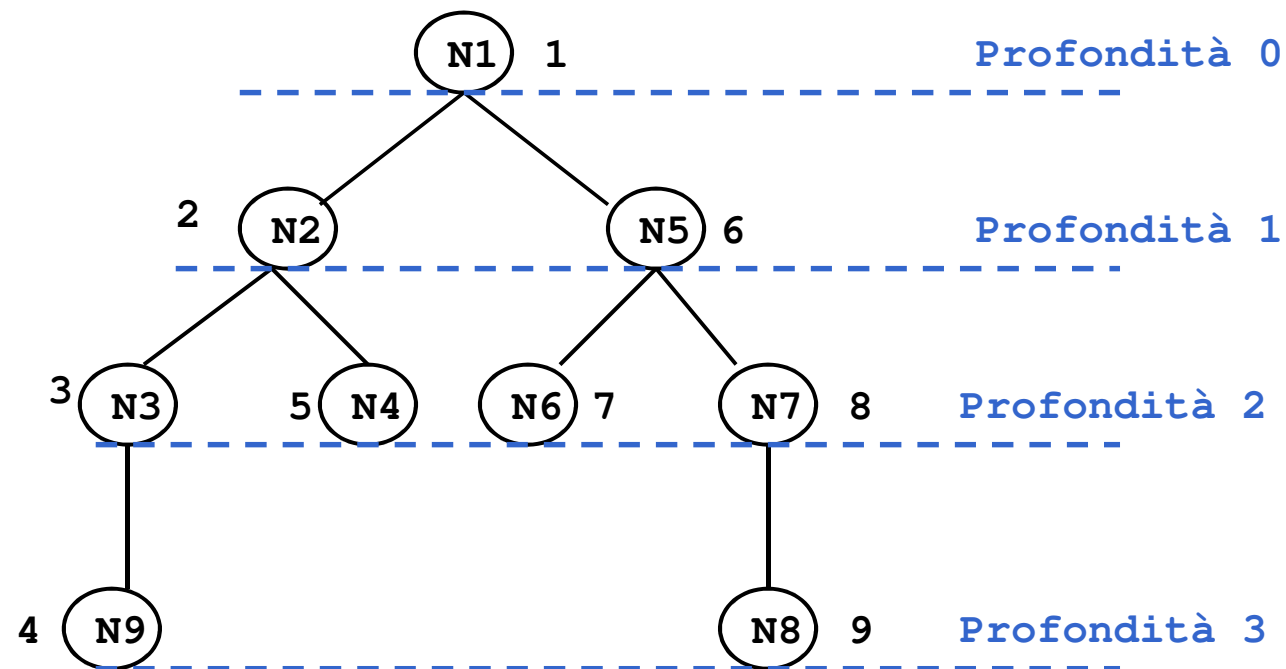 N1 1 Profondità 0
2 N2 N5 6 Profondità 1
3 N3 5 N4 N6 7 N7 8 Profondità 2
4 N9 N8 9 Profondità 3